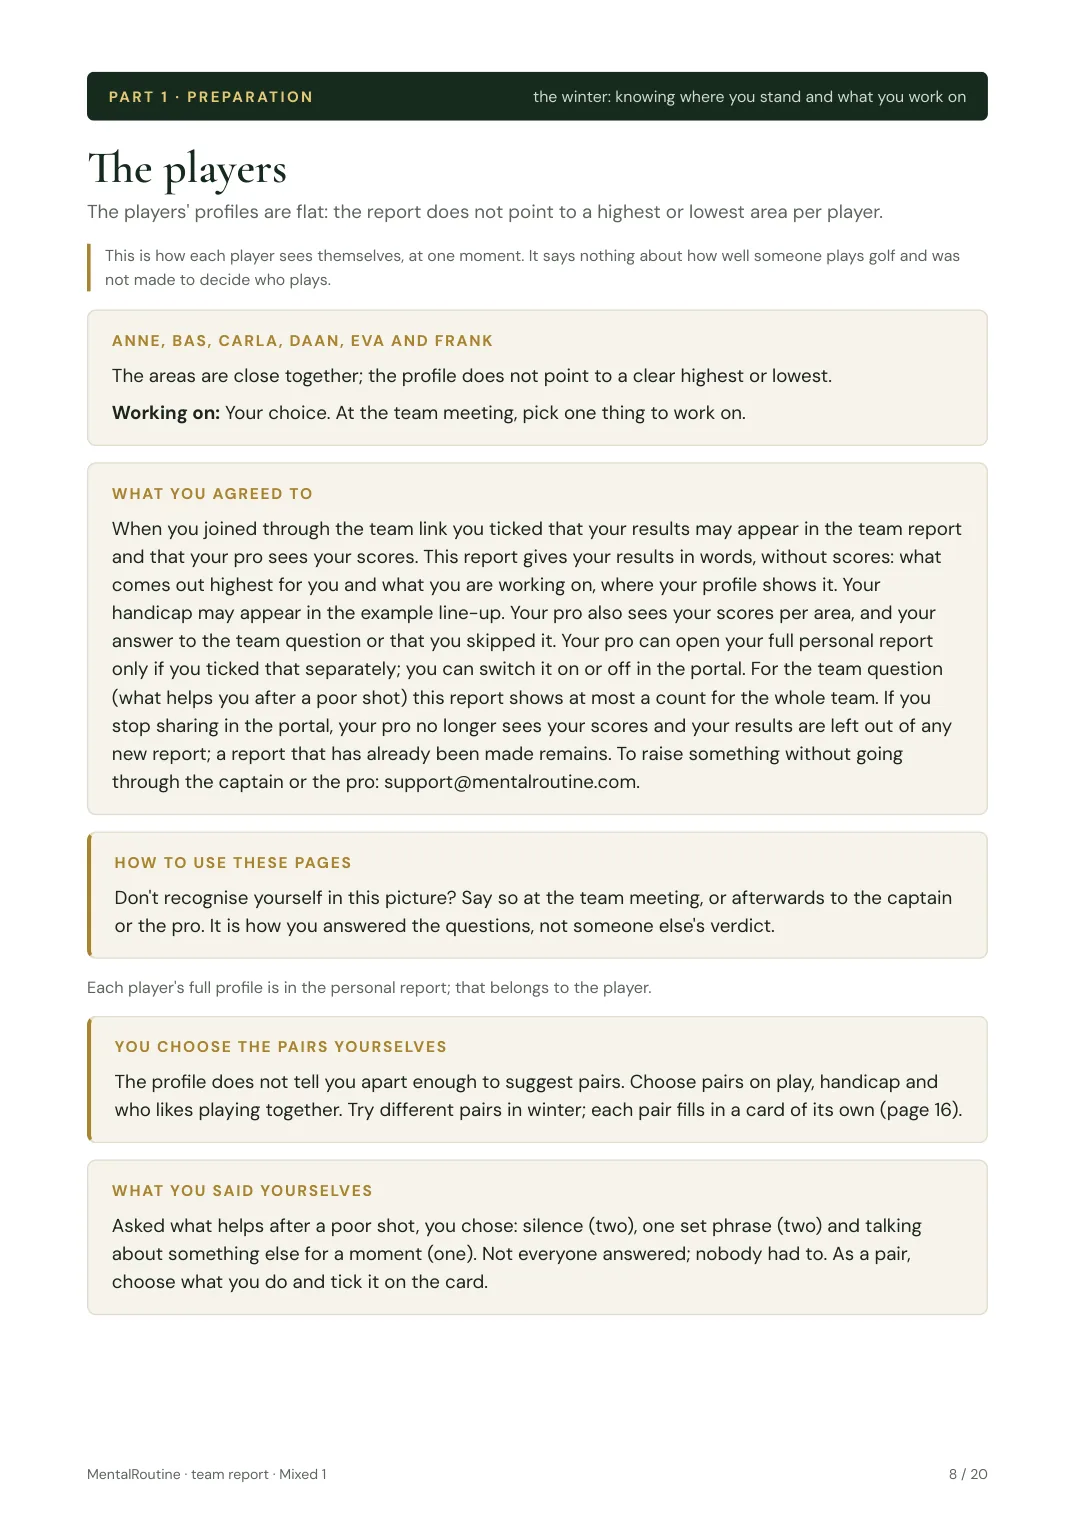 PART 1 · PREPARATION
the winter: knowing where you stand and what you work on
The players
The players' profiles are flat: the report does not point to a highest or lowest area per player.
This is how each player sees themselves, at one moment. It says nothing about how well someone plays golf and was
not made to decide who plays.
ANNE, BAS, CARLA, DAAN, EVA AND FRANK
The areas are close together; the profile does not point to a clear highest or lowest.
Working on: Your choice. At the team meeting, pick one thing to work on.
WHAT YOU AGREED TO
When you joined through the team link you ticked that your results may appear in the team report
and that your pro sees your scores. This report gives your results in words, without scores: what
comes out highest for you and what you are working on, where your profile shows it. Your
handicap may appear in the example line-up. Your pro also sees your scores per area, and your
answer to the team question or that you skipped it. Your pro can open your full personal report
only if you ticked that separately; you can switch it on or off in the portal. For the team question
(what helps you after a poor shot) this report shows at most a count for the whole team. If you
stop sharing in the portal, your pro no longer sees your scores and your results are left out of any
new report; a report that has already been made remains. To raise something without going
through the captain or the pro: support@mentalroutine.com.
HOW TO USE THESE PAGES
Don't recognise yourself in this picture? Say so at the team meeting, or afterwards to the captain
or the pro. It is how you answered the questions, not someone else's verdict.
Each player's full profile is in the personal report; that belongs to the player.
YOU CHOOSE THE PAIRS YOURSELVES
The profile does not tell you apart enough to suggest pairs. Choose pairs on play, handicap and
who likes playing together. Try different pairs in winter; each pair fills in a card of its own (page 16).
WHAT YOU SAID YOURSELVES
Asked what helps after a poor shot, you chose: silence (two), one set phrase (two) and talking
about something else for a moment (one). Not everyone answered; nobody had to. As a pair,
choose what you do and tick it on the card.
MentalRoutine · team report · Mixed 1
8 / 20